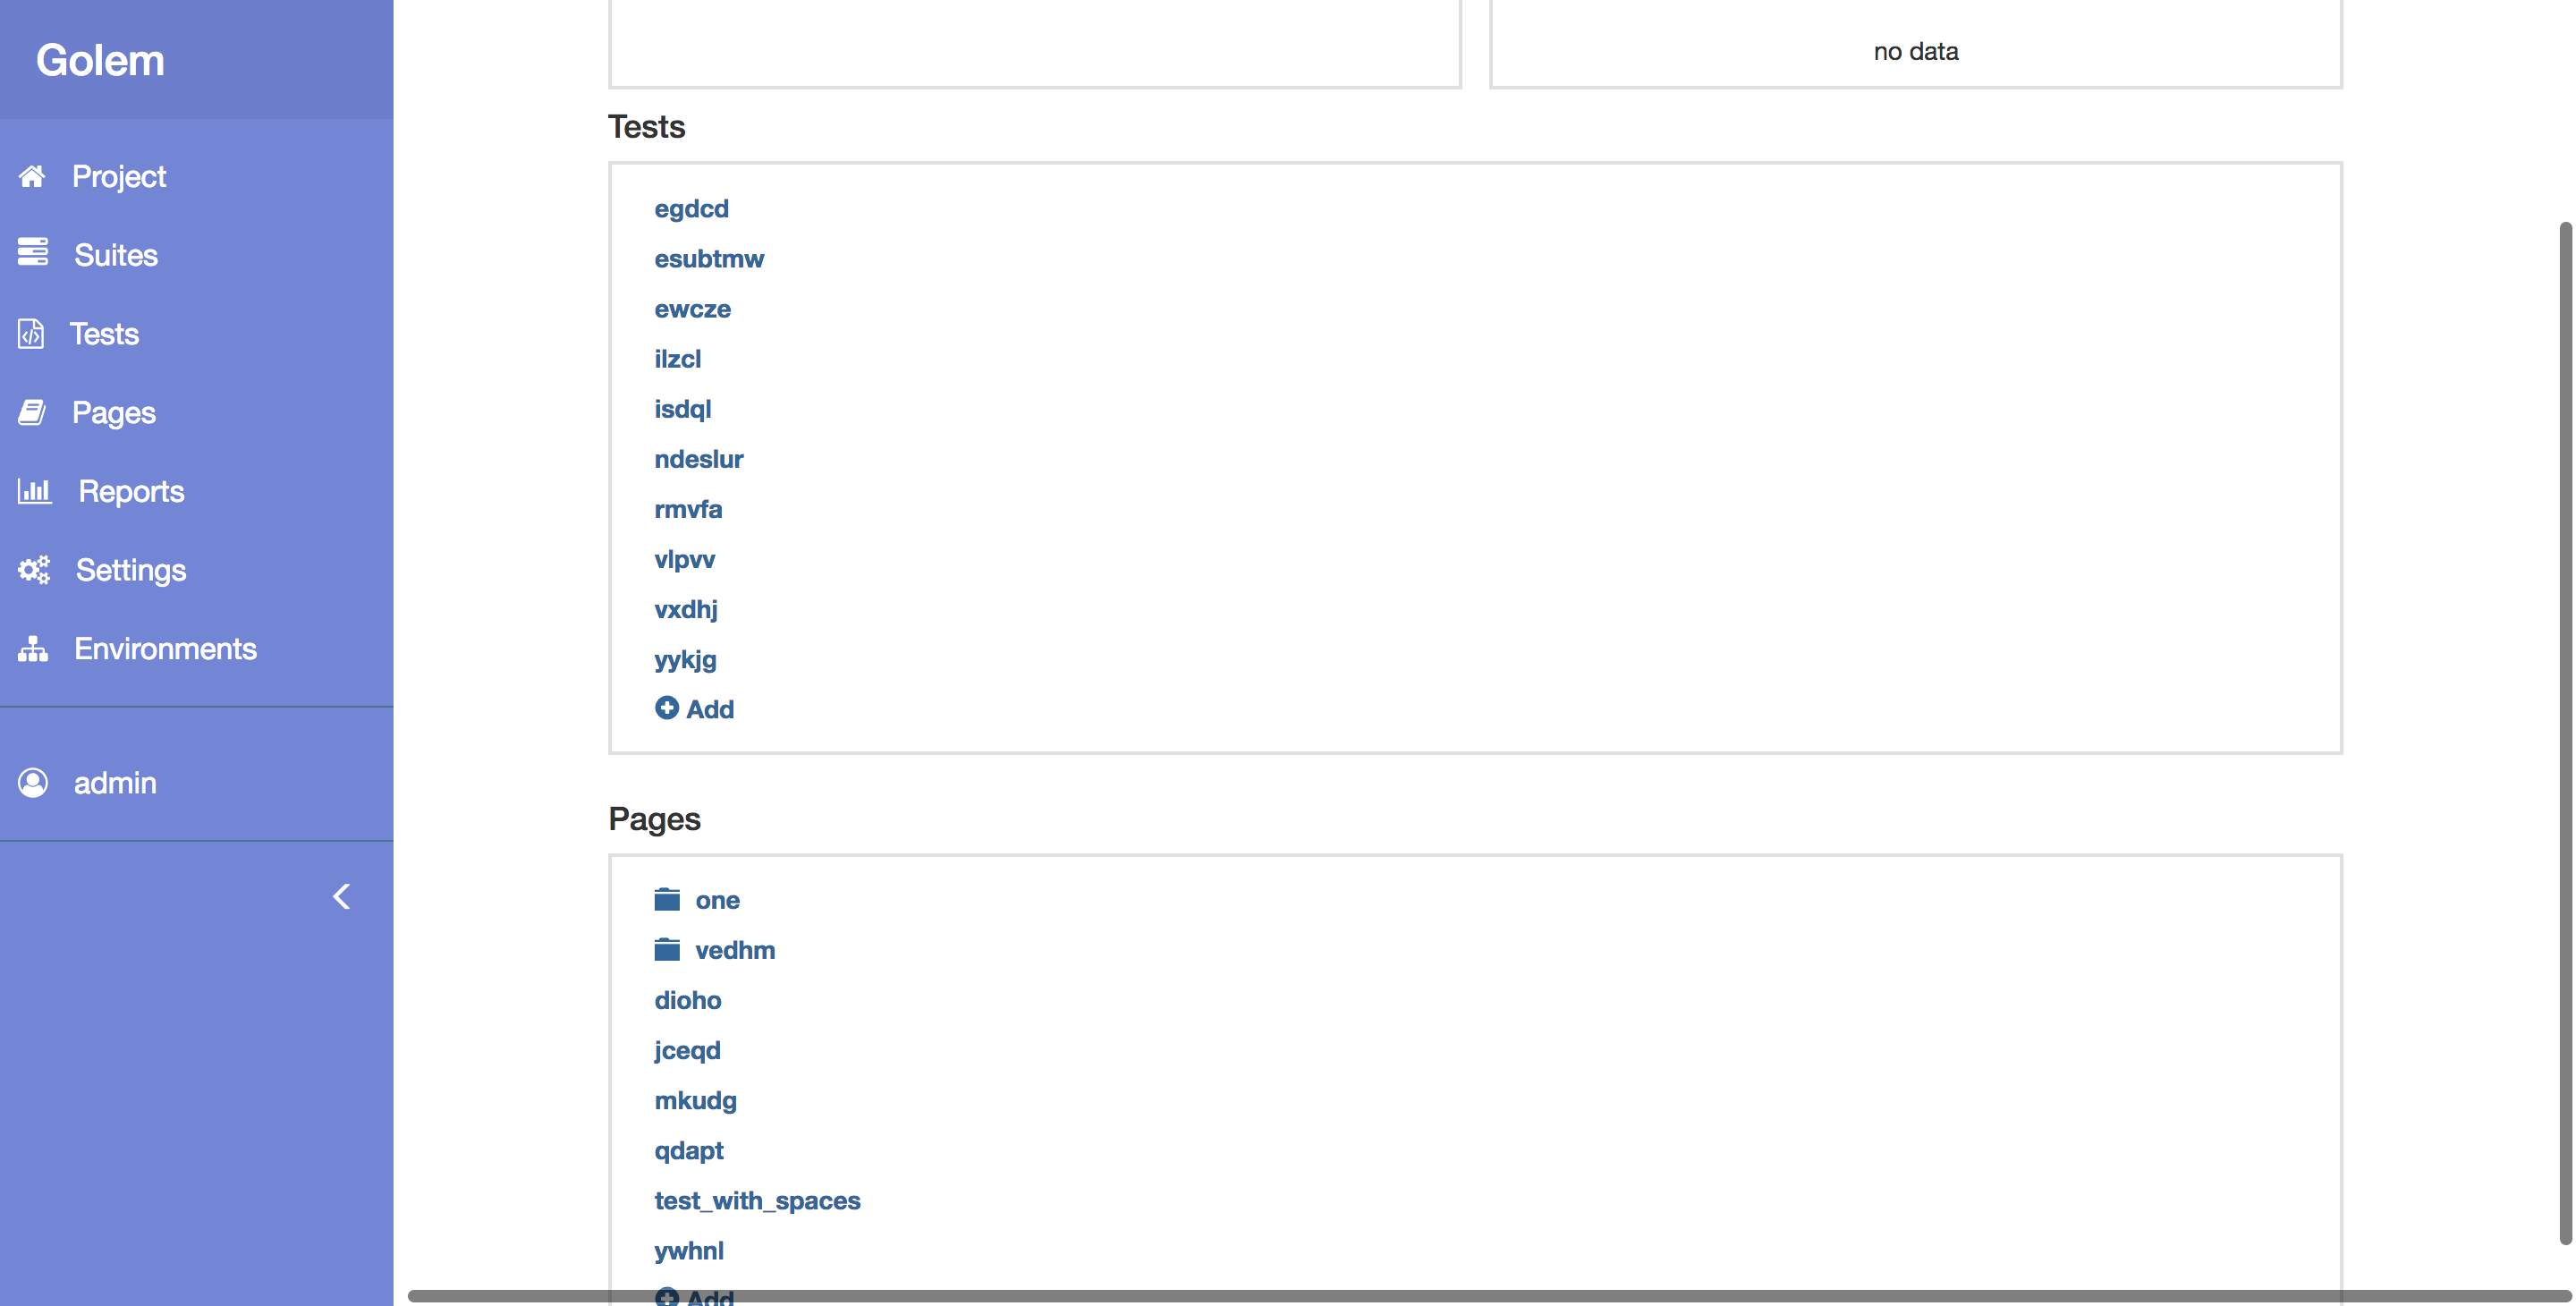 Golem
Project
Suites
Tests
Pages
Reports
Settings
Environments
admin
no data
Tests
egdcd
esubtmw
ewcze
ilzcl
isdql
ndeslur
rmvfa
vlpvv
vxdhj
yykjg
Add
Pages
one
vedhm
dioho
jceqd
mkudg
qdapt
test_with_spaces
ywhnl
Add